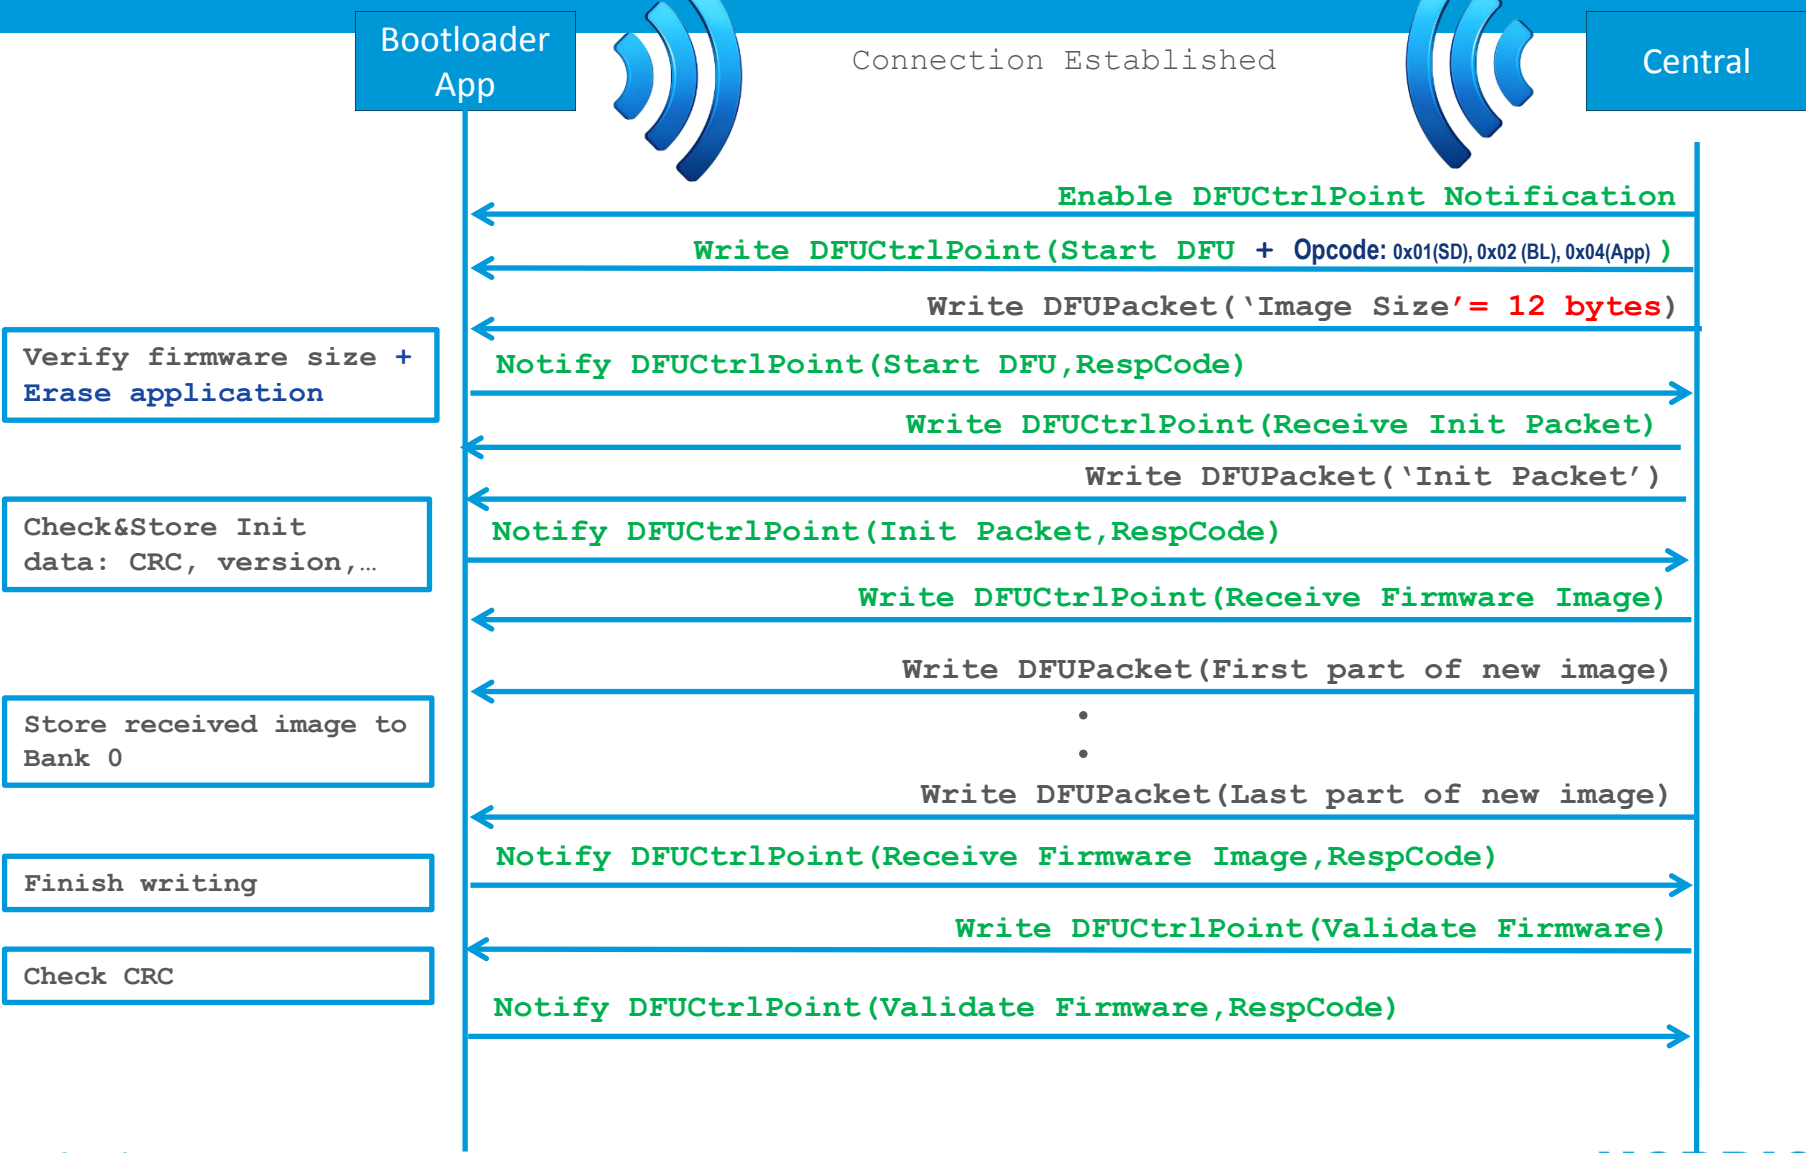 Bootloader
App
Connection Established
Central
Enable DFUCtrlPoint Notification
Write DFUCtrlPoint(Start DFU + Opcode: 0x01(SD), 0x02 (BL), 0x04(App) )
Write DFUPacket(‘Image Size’= 12 bytes)
Verify firmware size +
Erase application
Notify DFUCtrlPoint(Start DFU,RespCode)
Write DFUCtrlPoint(Receive Init Packet)
Write DFUPacket(‘Init Packet’)
Check&Store Init
data: CRC, version,…
Notify DFUCtrlPoint(Init Packet,RespCode)
Write DFUCtrlPoint(Receive Firmware Image)
Write DFUPacket(First part of new image)
Store received image to
Bank 0
Write DFUPacket(Last part of new image)
Notify DFUCtrlPoint(Receive Firmware Image,RespCode)
Finish writing
Write DFUCtrlPoint(Validate Firmware)
Check CRC
Notify DFUCtrlPoint(Validate Firmware,RespCode)